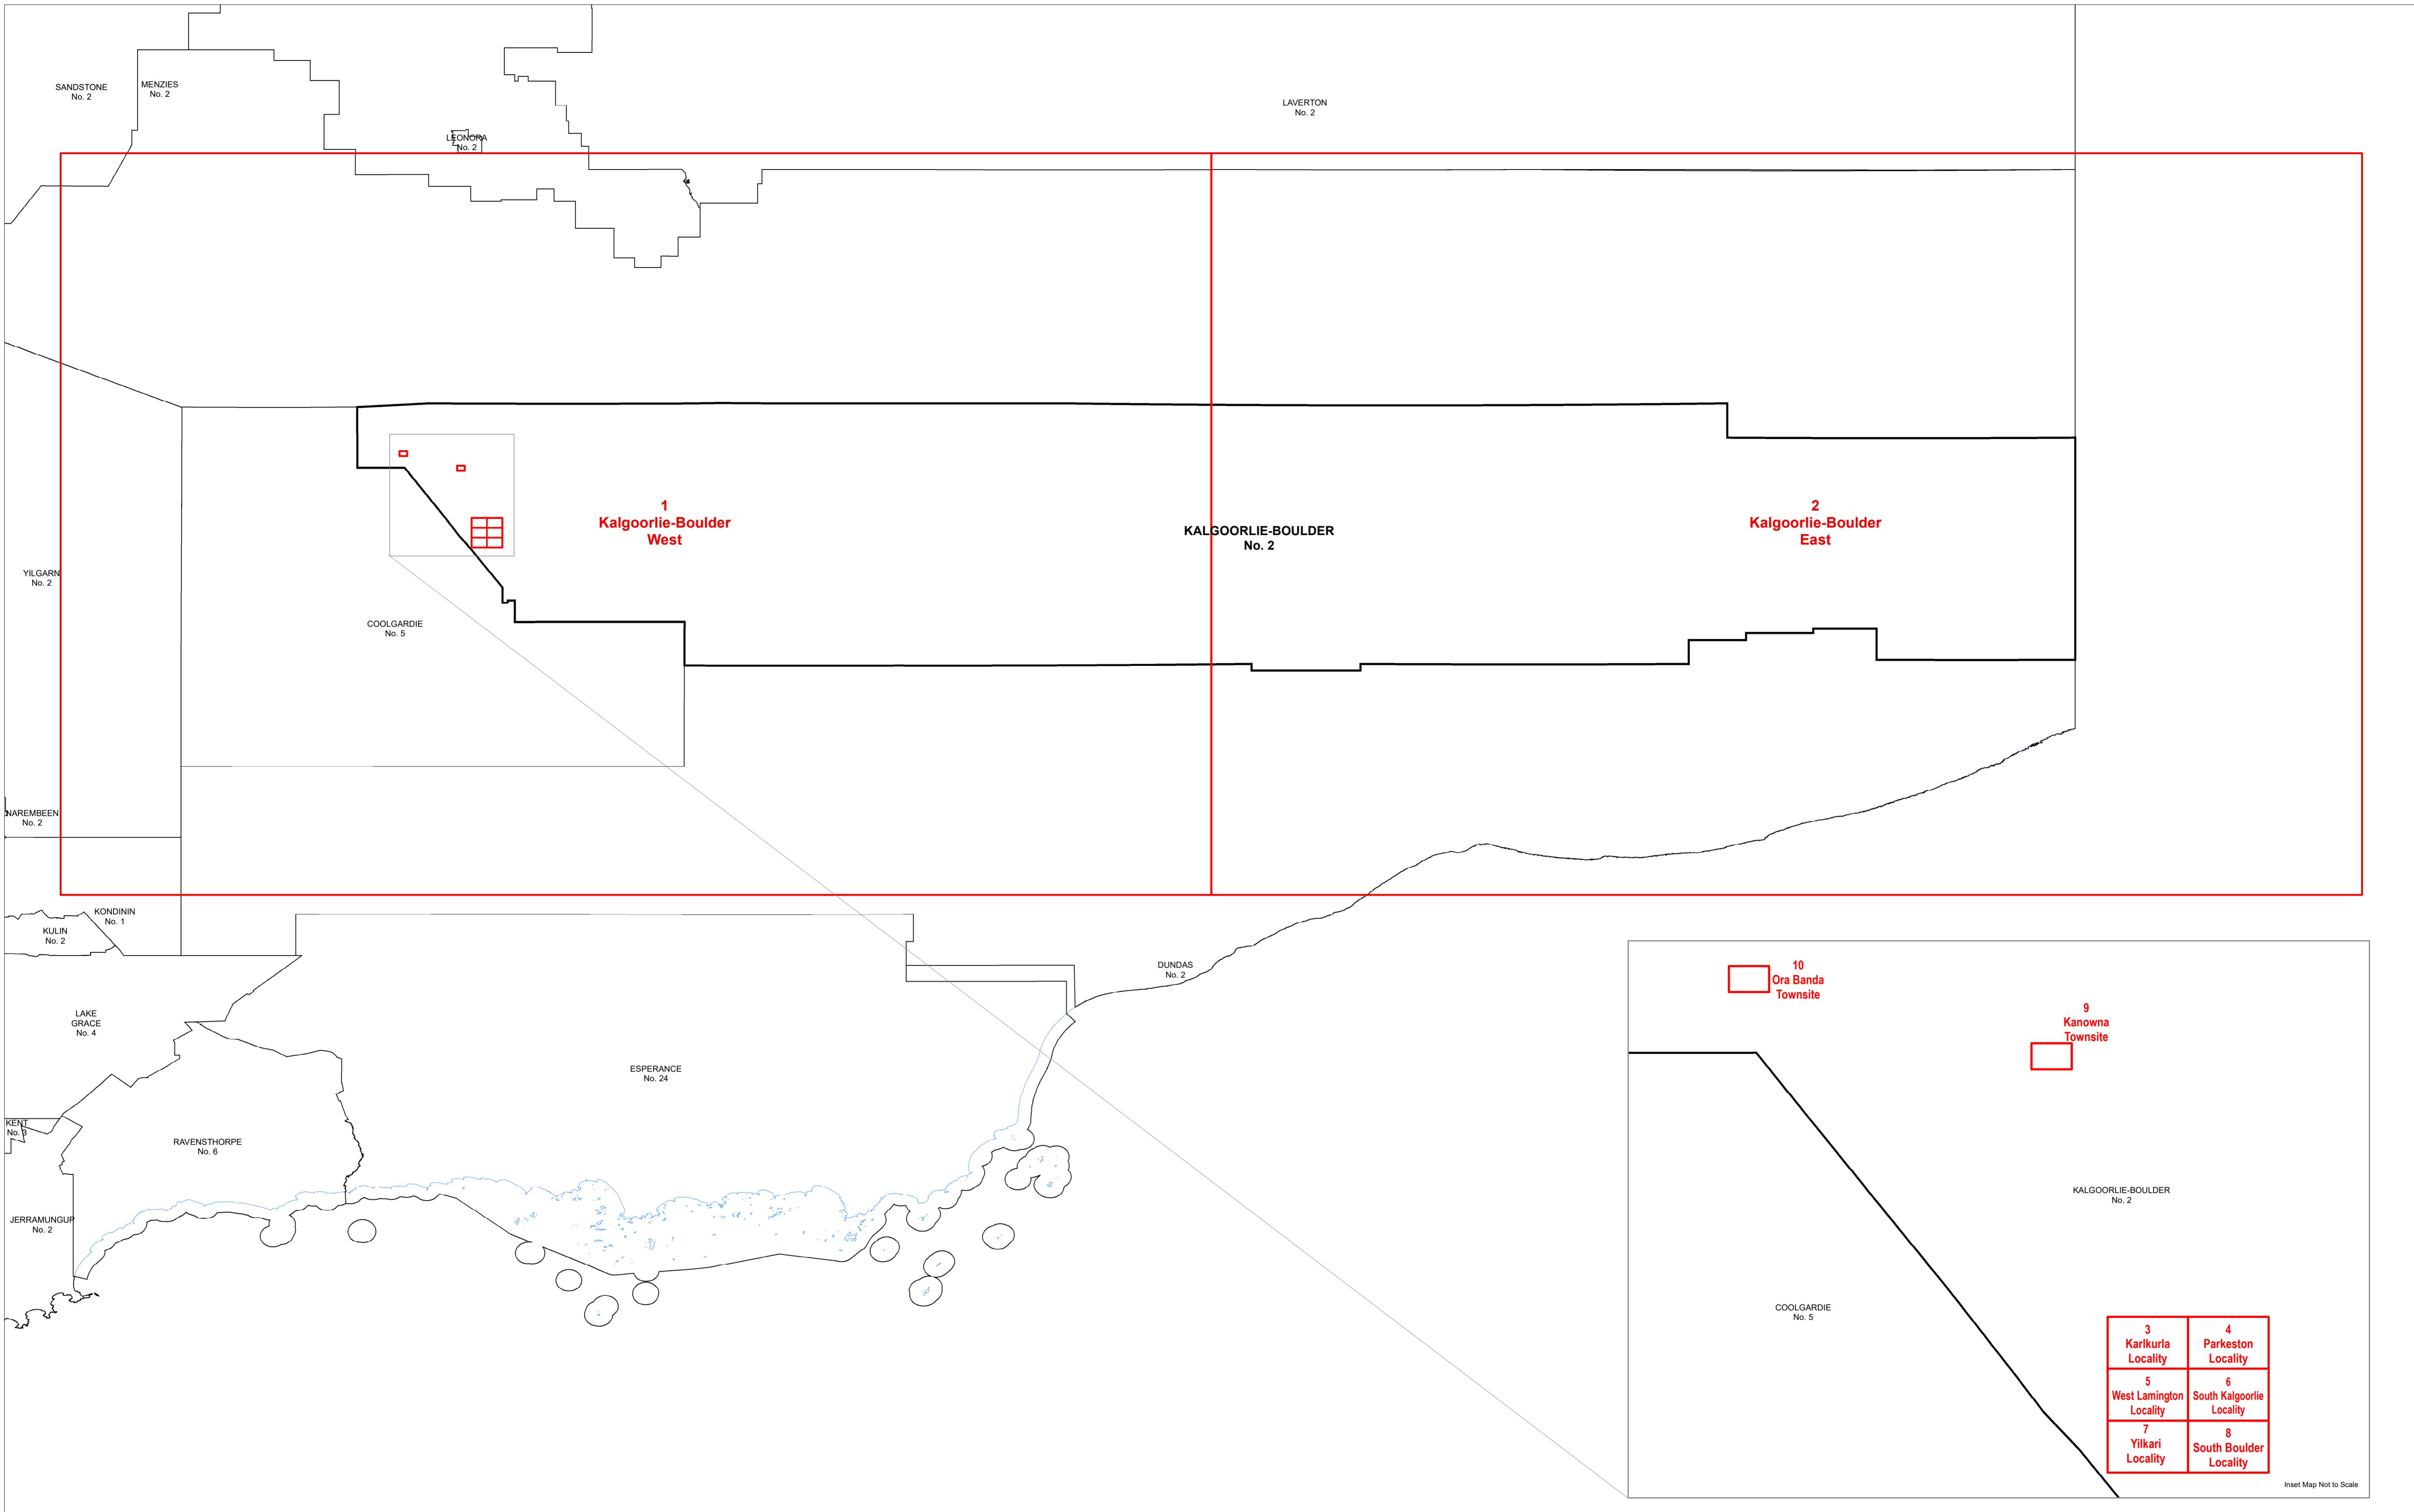 SANDSTONE
No. 2
MENZIES
No. 2
LEONORA
No. 2
LAVERTON
No. 2
1
Kalgoorlie-Boulder
West
KALGOORLIE-BOULDER
No. 2
2
Kalgoorlie-Boulder
East
YILGARN
No. 2
COOLGARDIE
No. 5
NAREMBEEN
No. 2
KONDININ
No. 1
KULIN
No. 2
LAKE
GRACE
No. 4
DUNDAS
No. 2
ESPERANCE
No. 24
KENT
No. 3
RAVENSTHORPE
No. 6
JERRAMUNGUP
No. 2
10
Ora Banda
Townsite
9
Kanowna
Townsite
KALGOORLIE-BOULDER
No. 2
COOLGARDIE
No. 5
3
Karlkurla
Locality
4
Parkeston
Locality
5
West Lamington
Locality
6
South Kalgoorlie
Locality
7
Yilkari
Locality
8
South Boulder
Locality
Inset Map Not to Scale